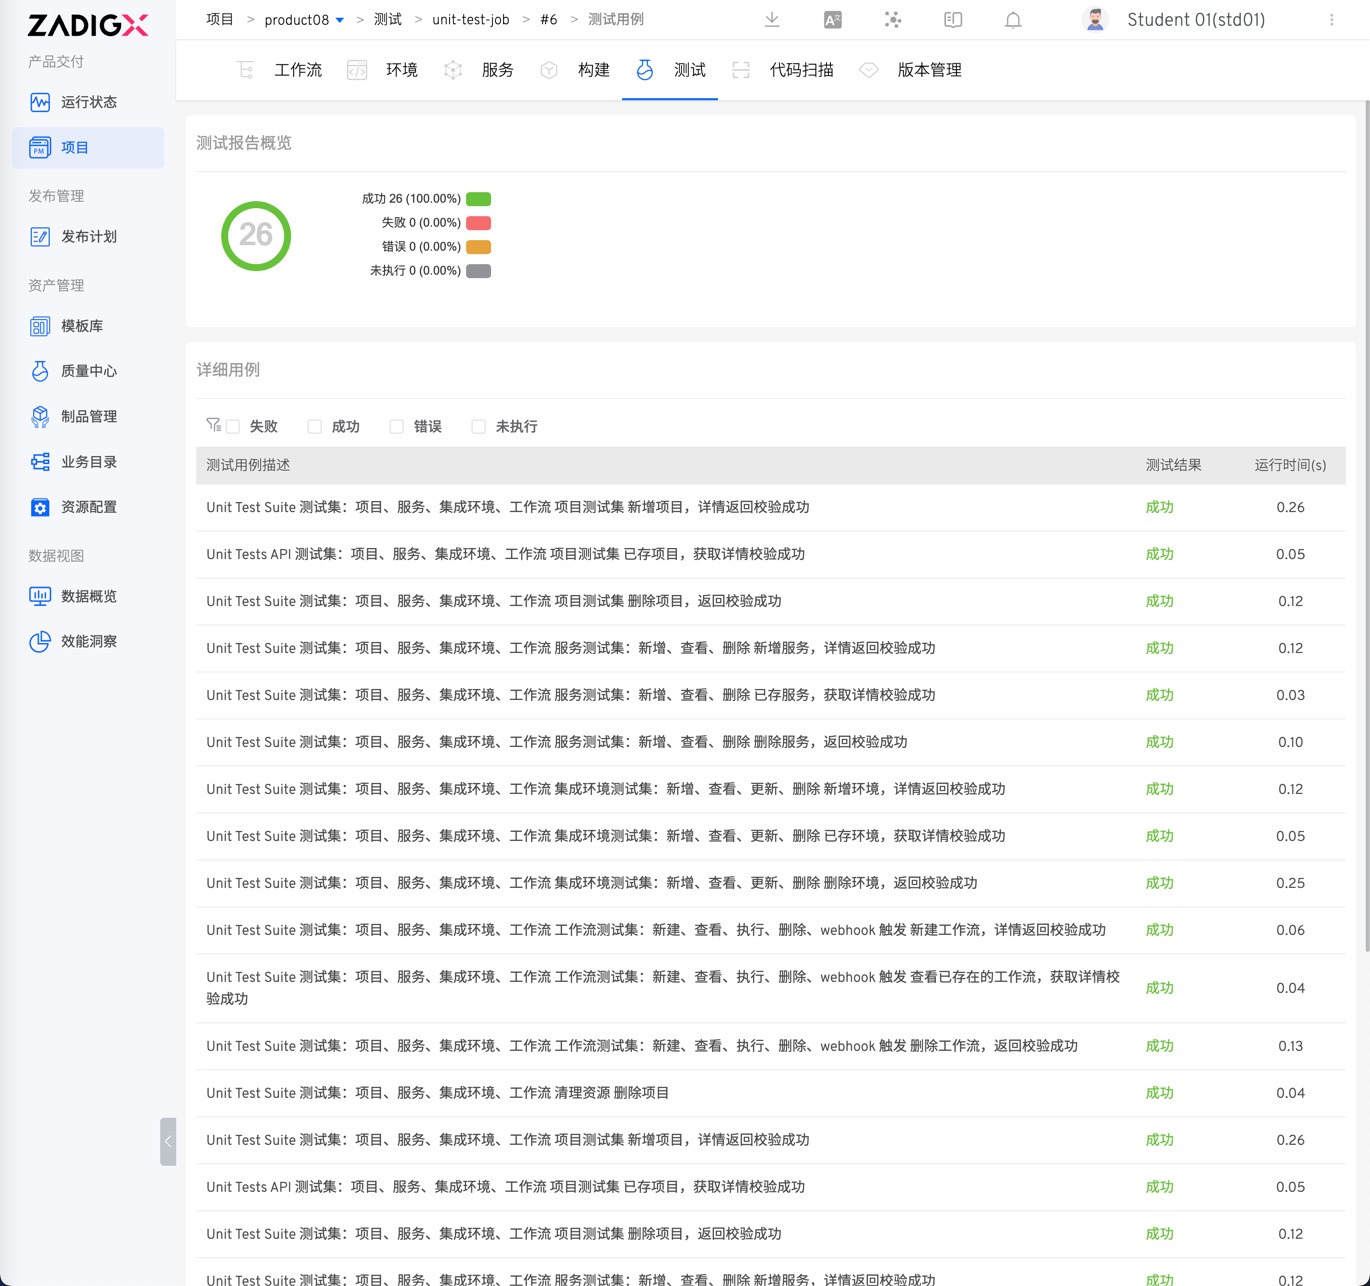 ZADIGX
产品交付
运行状态
项目
发布管理
发布计划
资产管理
模板库
质量中心
制品管理
业务目录
资源配置
数据视图
数据概览
效能洞察
项目 > product08 > 测试 > unit-test-job > #6 > 测试用例
Student 01(std01)
工作流 环境 服务 构建 测试 代码扫描 版本管理
测试报告概览
26
成功 26 (100.00%)
失败 0 (0.00%)
错误 0 (0.00%)
未执行 0 (0.00%)
详细用例
失败 成功 错误 未执行
测试用例描述 测试结果 运行时间(s)
Unit Test Suite 测试集：项目、服务、集成环境、工作流 项目测试集 新增项目，详情返回校验成功 成功 0.26
Unit Tests API 测试集：项目、服务、集成环境、工作流 项目测试集 已存项目，获取详情校验成功 成功 0.05
Unit Test Suite 测试集：项目、服务、集成环境、工作流 项目测试集 删除项目，返回校验成功 成功 0.12
Unit Test Suite 测试集：项目、服务、集成环境、工作流 服务测试集：新增、查看、删除 新增服务，详情返回校验成功 成功 0.12
Unit Test Suite 测试集：项目、服务、集成环境、工作流 服务测试集：新增、查看、删除 已存服务，获取详情校验成功 成功 0.03
Unit Test Suite 测试集：项目、服务、集成环境、工作流 服务测试集：新增、查看、删除 删除服务，返回校验成功 成功 0.10
Unit Test Suite 测试集：项目、服务、集成环境、工作流 集成环境测试集：新增、查看、更新、删除 新增环境，详情返回校验成功 成功 0.12
Unit Test Suite 测试集：项目、服务、集成环境、工作流 集成环境测试集：新增、查看、更新、删除 已存环境，获取详情校验成功 成功 0.05
Unit Test Suite 测试集：项目、服务、集成环境、工作流 集成环境测试集：新增、查看、更新、删除 删除环境，返回校验成功 成功 0.25
Unit Test Suite 测试集：项目、服务、集成环境、工作流 工作流测试集：新建、查看、执行、删除、webhook 触发 新建工作流，详情返回校验成功 成功 0.06
Unit Test Suite 测试集：项目、服务、集成环境、工作流 工作流测试集：新建、查看、执行、删除、webhook 触发 查看已存在的工作流，获取详情校
验成功 成功 0.04
Unit Test Suite 测试集：项目、服务、集成环境、工作流 工作流测试集：新建、查看、执行、删除、webhook 触发 删除工作流，返回校验成功 成功 0.13
Unit Test Suite 测试集：项目、服务、集成环境、工作流 清理资源 删除项目 成功 0.04
Unit Test Suite 测试集：项目、服务、集成环境、工作流 项目测试集 新增项目，详情返回校验成功 成功 0.26
Unit Tests API 测试集：项目、服务、集成环境、工作流 项目测试集 已存项目，获取详情校验成功 成功 0.05
Unit Test Suite 测试集：项目、服务、集成环境、工作流 项目测试集 删除项目，返回校验成功 成功 0.12
Unit Test Suite 测试集：项目、服务、集成环境、工作流 服务测试集：新增、查看、删除 新增服务，详情返回校验成功 成功 0.12